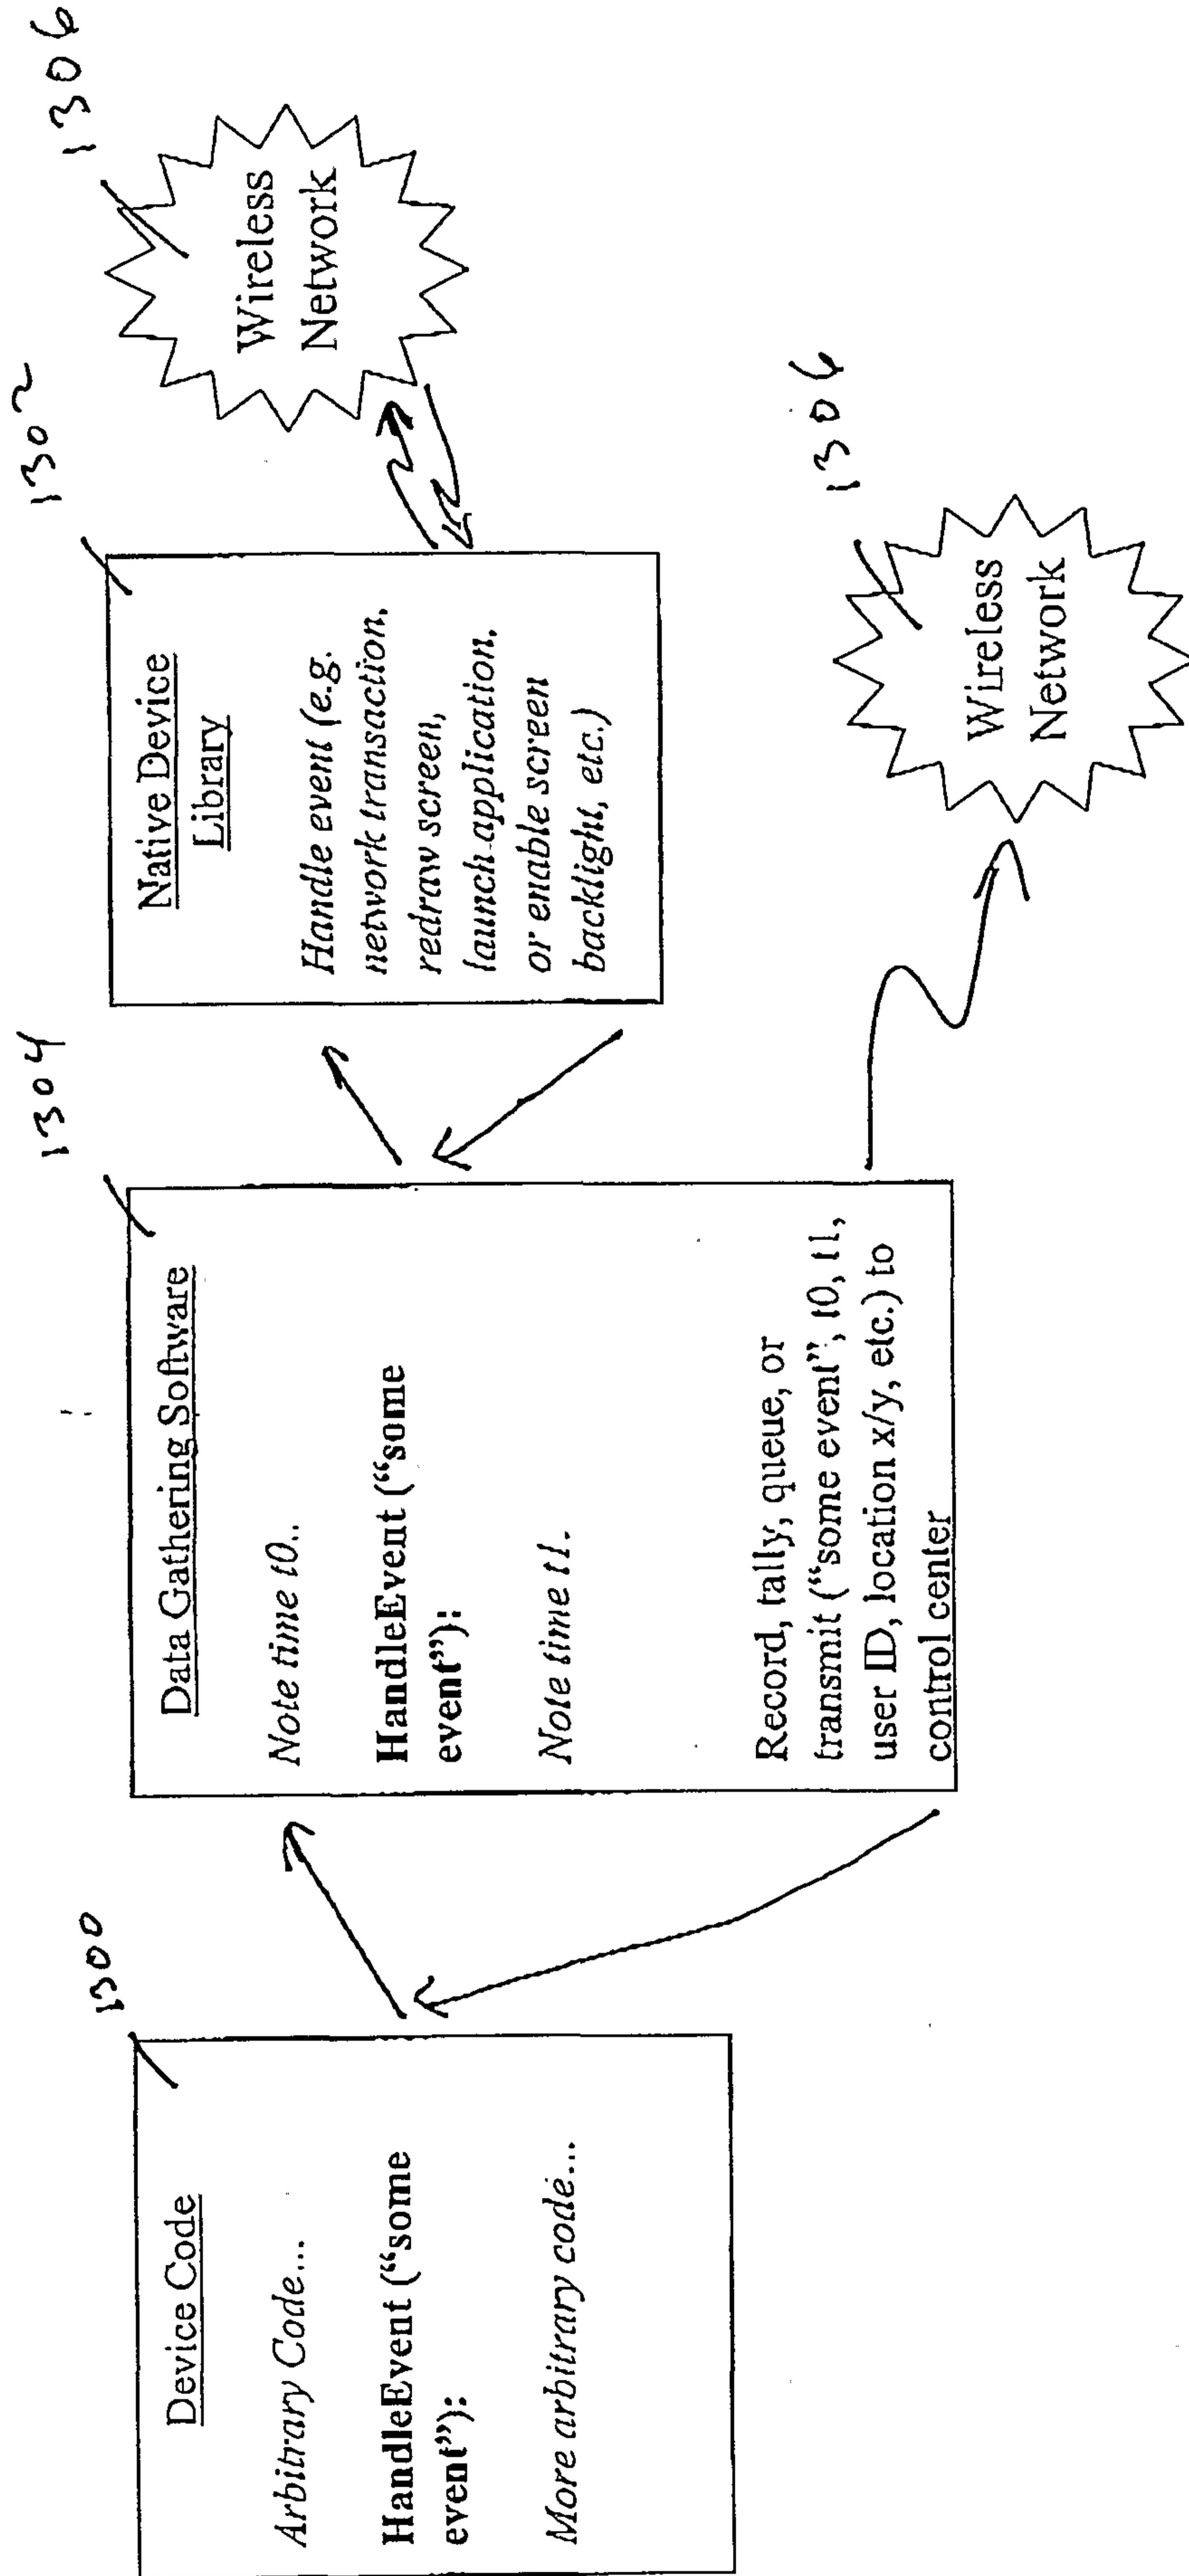 1300
Device Code
Arbitrary Code...
HandleEvent (“some
event”):
More arbitrary code...
1304
Data Gathering Software
Note time t0..
HandleEvent (“some
event”):
Note time t1.
Record, tally, queue, or
transmit (“some event”, t0, t1,
user ID, location x/y, etc.) to
control center
1302
Native Device
Library
Handle event (e.g.
network transaction,
redraw screen,
launch application,
or enable screen
backlight, etc.)
1306
Wireless
Network
1306
Wireless
Network